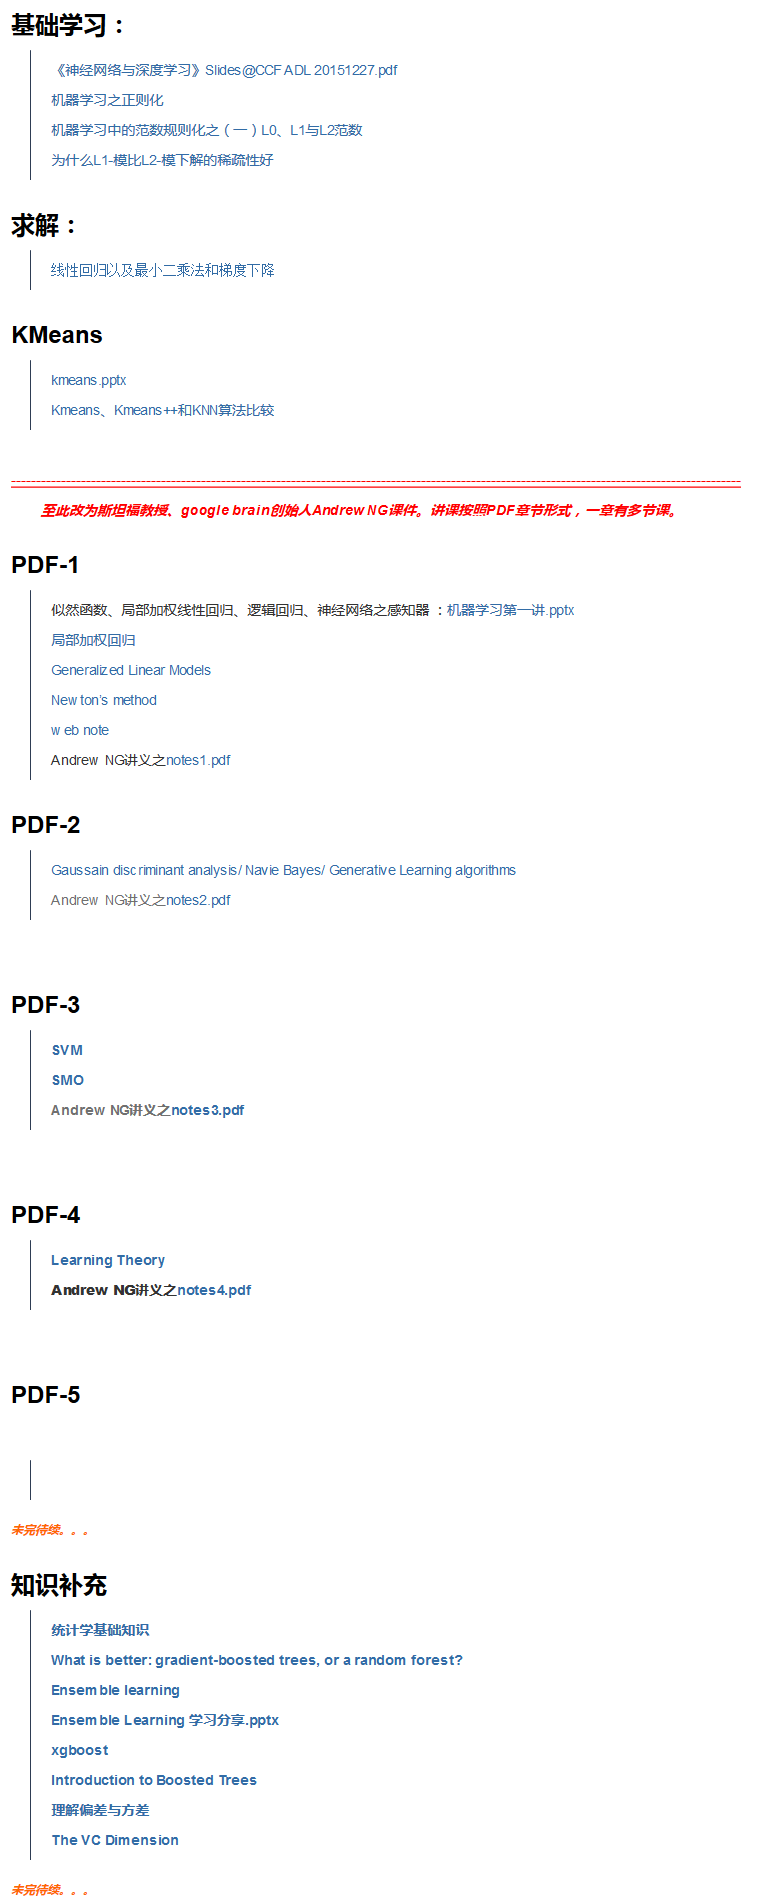 基础学习：
《神经网络与深度学习》Slides@CCF ADL 20151227.pdf
机器学习之正则化
机器学习中的范数规则化之（一）L0、L1与L2范数
为什么L1-模比L2-模下解的稀疏性好
求解：
线性回归以及最小二乘法和梯度下降
KMeans
kmeans.pptx
Kmeans、Kmeans++和KNN算法比较
至此改为斯坦福教授、google brain创始人Andrew NG课件。讲课按照PDF章节形式，一章有多节课。
PDF-1
似然函数、局部加权线性回归、逻辑回归、神经网络之感知器 ：机器学习第一讲.pptx
局部加权回归
Generalized Linear Models
Newton's method
web note
Andrew NG讲义之notes1.pdf
PDF-2
Gaussain discriminant analysis/ Navie Bayes/ Generative Learning algorithms
Andrew NG讲义之notes2.pdf
PDF-3
SVM
SMO
Andrew NG讲义之notes3.pdf
PDF-4
Learning Theory
Andrew NG讲义之notes4.pdf
PDF-5
未完待续。。。
知识补充
统计学基础知识
What is better: gradient-boosted trees, or a random forest?
Ensemble learning
Ensemble Learning 学习分享.pptx
xgboost
Introduction to Boosted Trees
理解偏差与方差
The VC Dimension
未完待续。。。